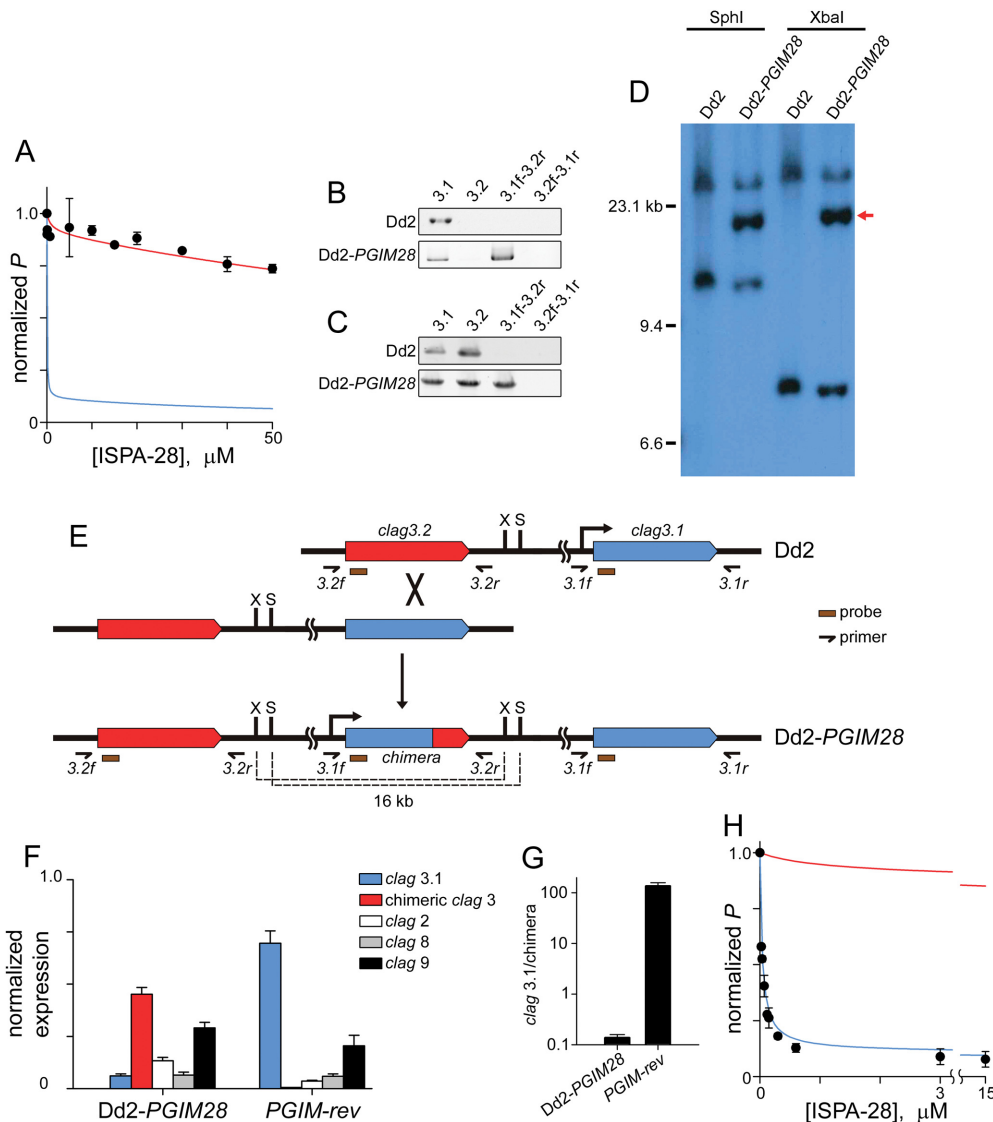 A
normalized P
1.0
0
0
50
[ISPA-28], μM
B
3.1
3.2
3.1f-3.2r
3.2f-3.1r
Dd2
Dd2-PGIM28
C
3.1
3.2
3.1f-3.2r
3.2f-3.1r
Dd2
Dd2-PGIM28
D
SphI
XbaI
Dd2
Dd2-PGIM28
Dd2
Dd2-PGIM28
23.1 kb
9.4
6.6
E
clag3.2
X S
clag3.1
Dd2
3.2f
3.2r
3.1f
3.1r
X
X S
probe
primer
X S
X S
Dd2-PGIM28
3.2f
3.2r
3.1f
chimera
3.2r
3.1f
3.1r
16 kb
F
normalized
expression
1.0
0
clag 3.1
chimeric clag 3
clag 2
clag 8
clag 9
Dd2-PGIM28
PGIM-rev
G
clag 3.1/chimera
100
10
1
0.1
Dd2-PGIM28
PGIM-rev
H
normalized P
1.0
0
0
3
15
[ISPA-28], μM